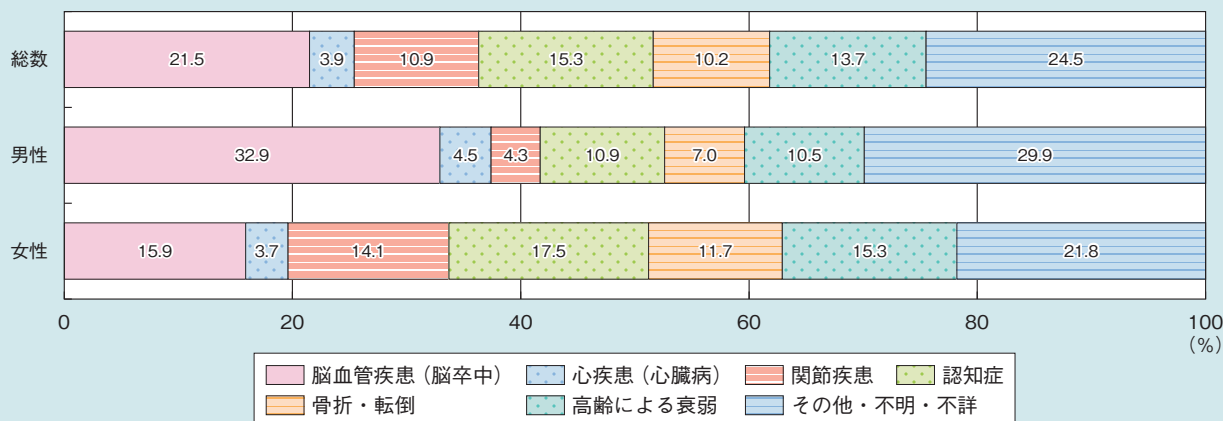 総数 21.5 3.9 10.9 15.3 10.2 13.7 24.5
男性 32.9 4.5 4.3 10.9 7.0 10.5 29.9
女性 15.9 3.7 14.1 17.5 11.7 15.3 21.8
0 20 40 60 80 100
(%)
脳血管疾患（脳卒中） 心疾患（心臓病） 関節疾患 認知症
骨折・転倒 高齢による衰弱 その他・不明・不詳